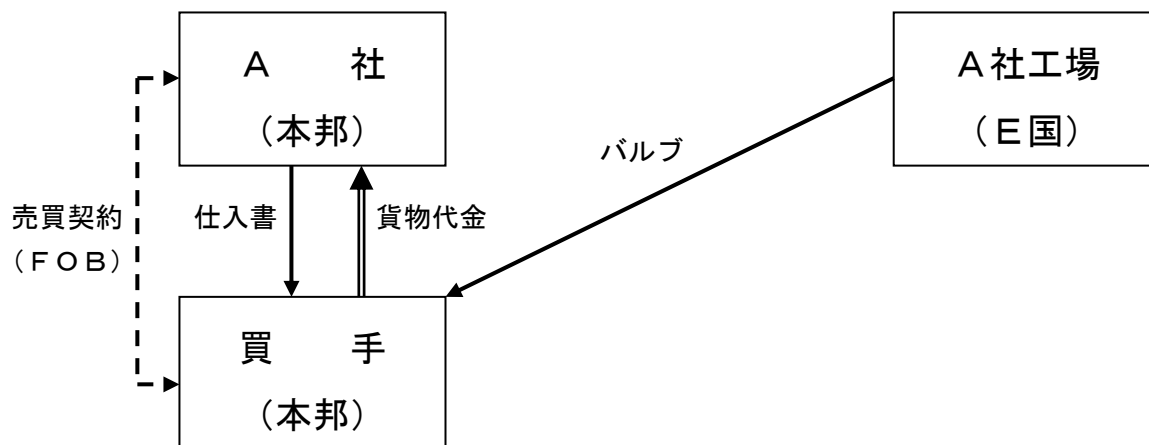 Ａ　　社
（本邦）
Ａ社工場
（Ｅ国）
バルブ
売買契約
（ＦＯＢ）
仕入書
貨物代金
買　　手
（本邦）